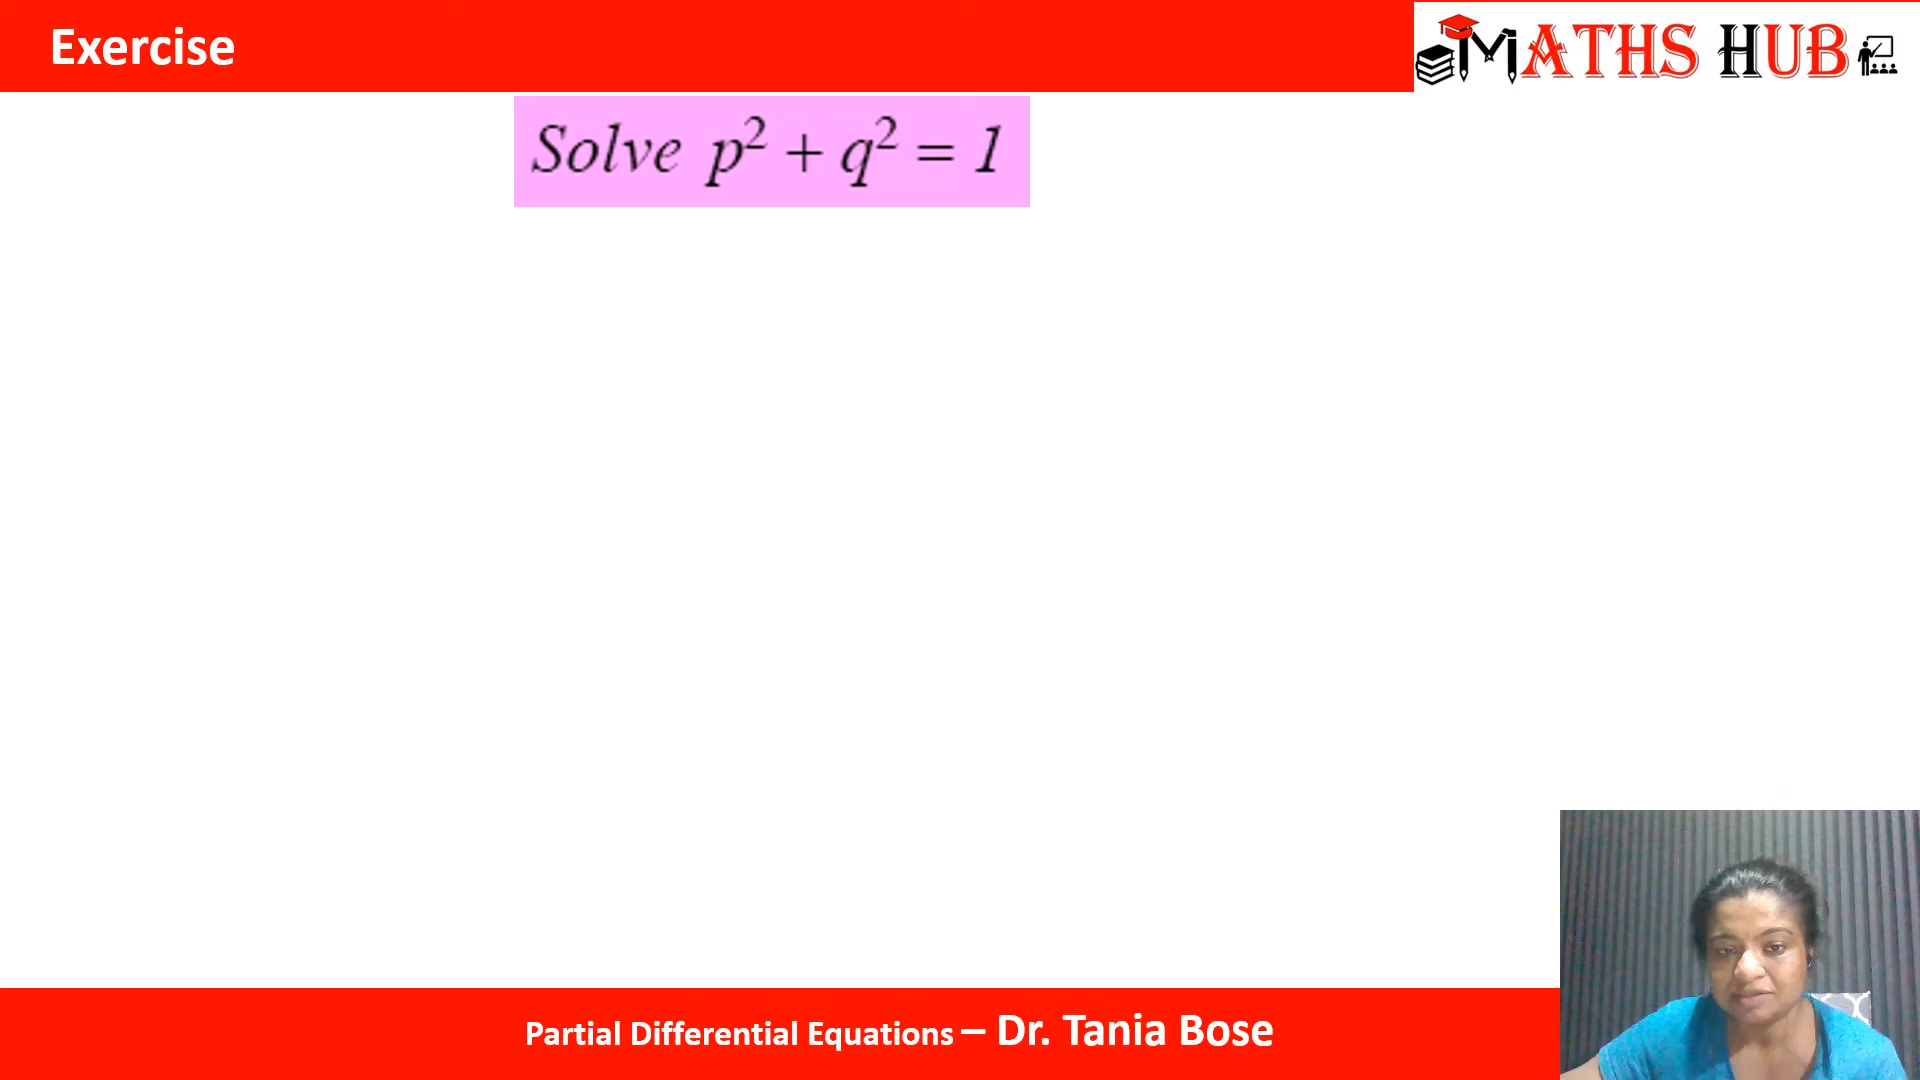 Exercise
MATHS HUB
Solve p² + q² = 1
Partial Differential Equations – Dr. Tania Bose